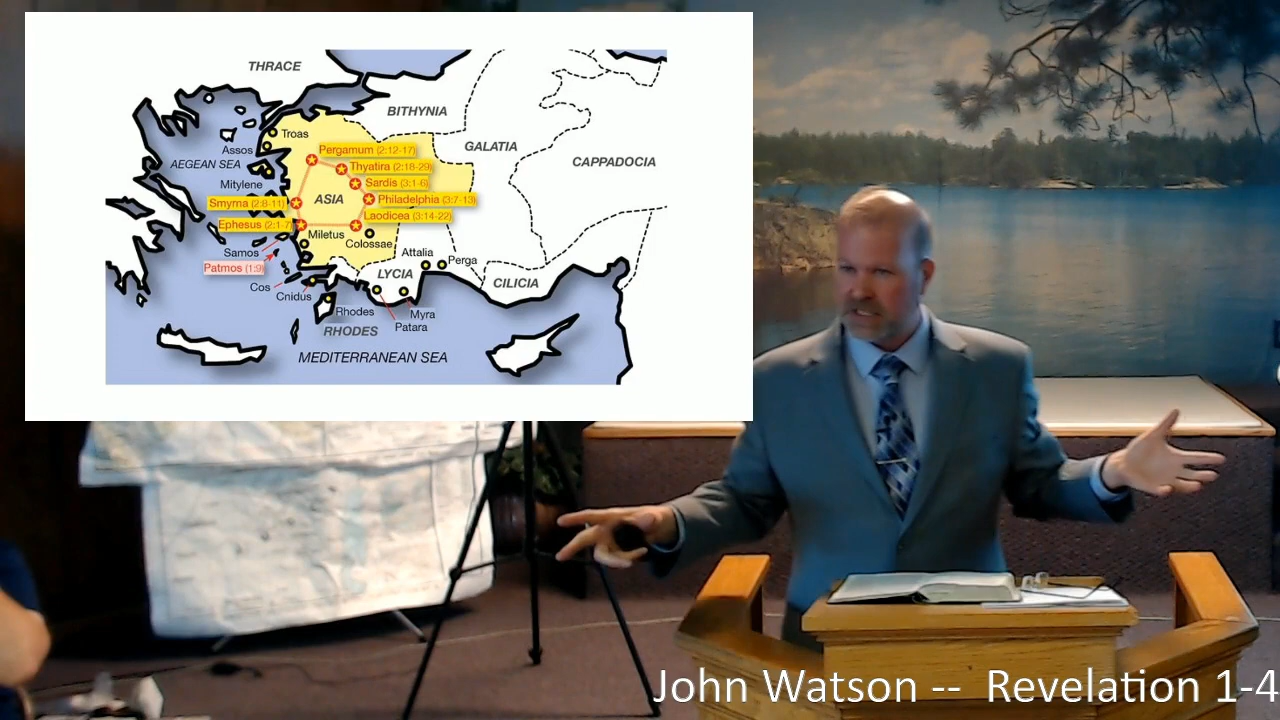 THRACE
BITHYNIA
GALATIA
CAPPADOCIA
Troas
Assos
AEGEAN SEA
Mitylene
Pergamum (2:12-17)
Thyatira (2:18-29)
Sardis (3:1-6)
Smyrna (2:8-11)
ASIA
Philadelphia (3:7-13)
Laodicea (3:14-22)
Ephesus (2:1-7)
Miletus
Colossae
Samos
Patmos (1:9)
Attalia
Perga
Cos
Cnidus
LYCIA
CILICIA
Rhodes
Myra
RHODES
Patara
MEDITERRANEAN SEA
John Watson -- Revelation 1-4